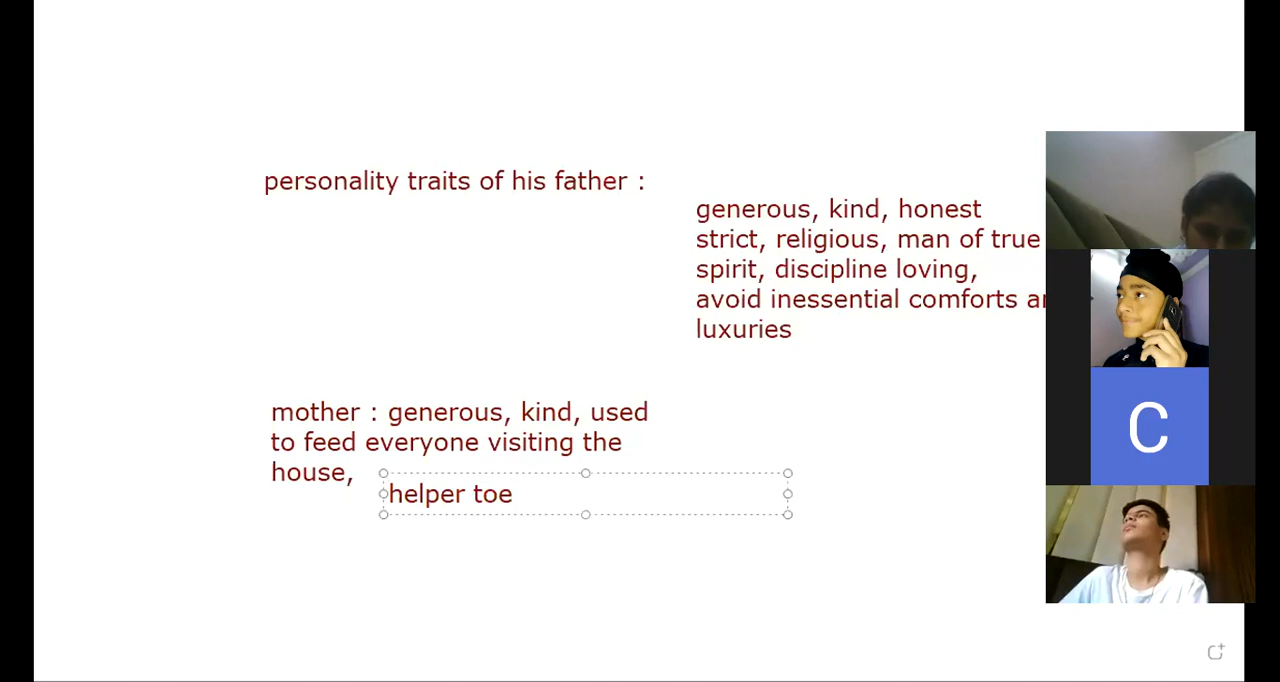 personality traits of his father :
generous, kind, honest
strict, religious, man of true
spirit, discipline loving,
avoid inessential comforts
luxuries
mother : generous, kind, used
to feed everyone visiting the
house,
helper toe
C